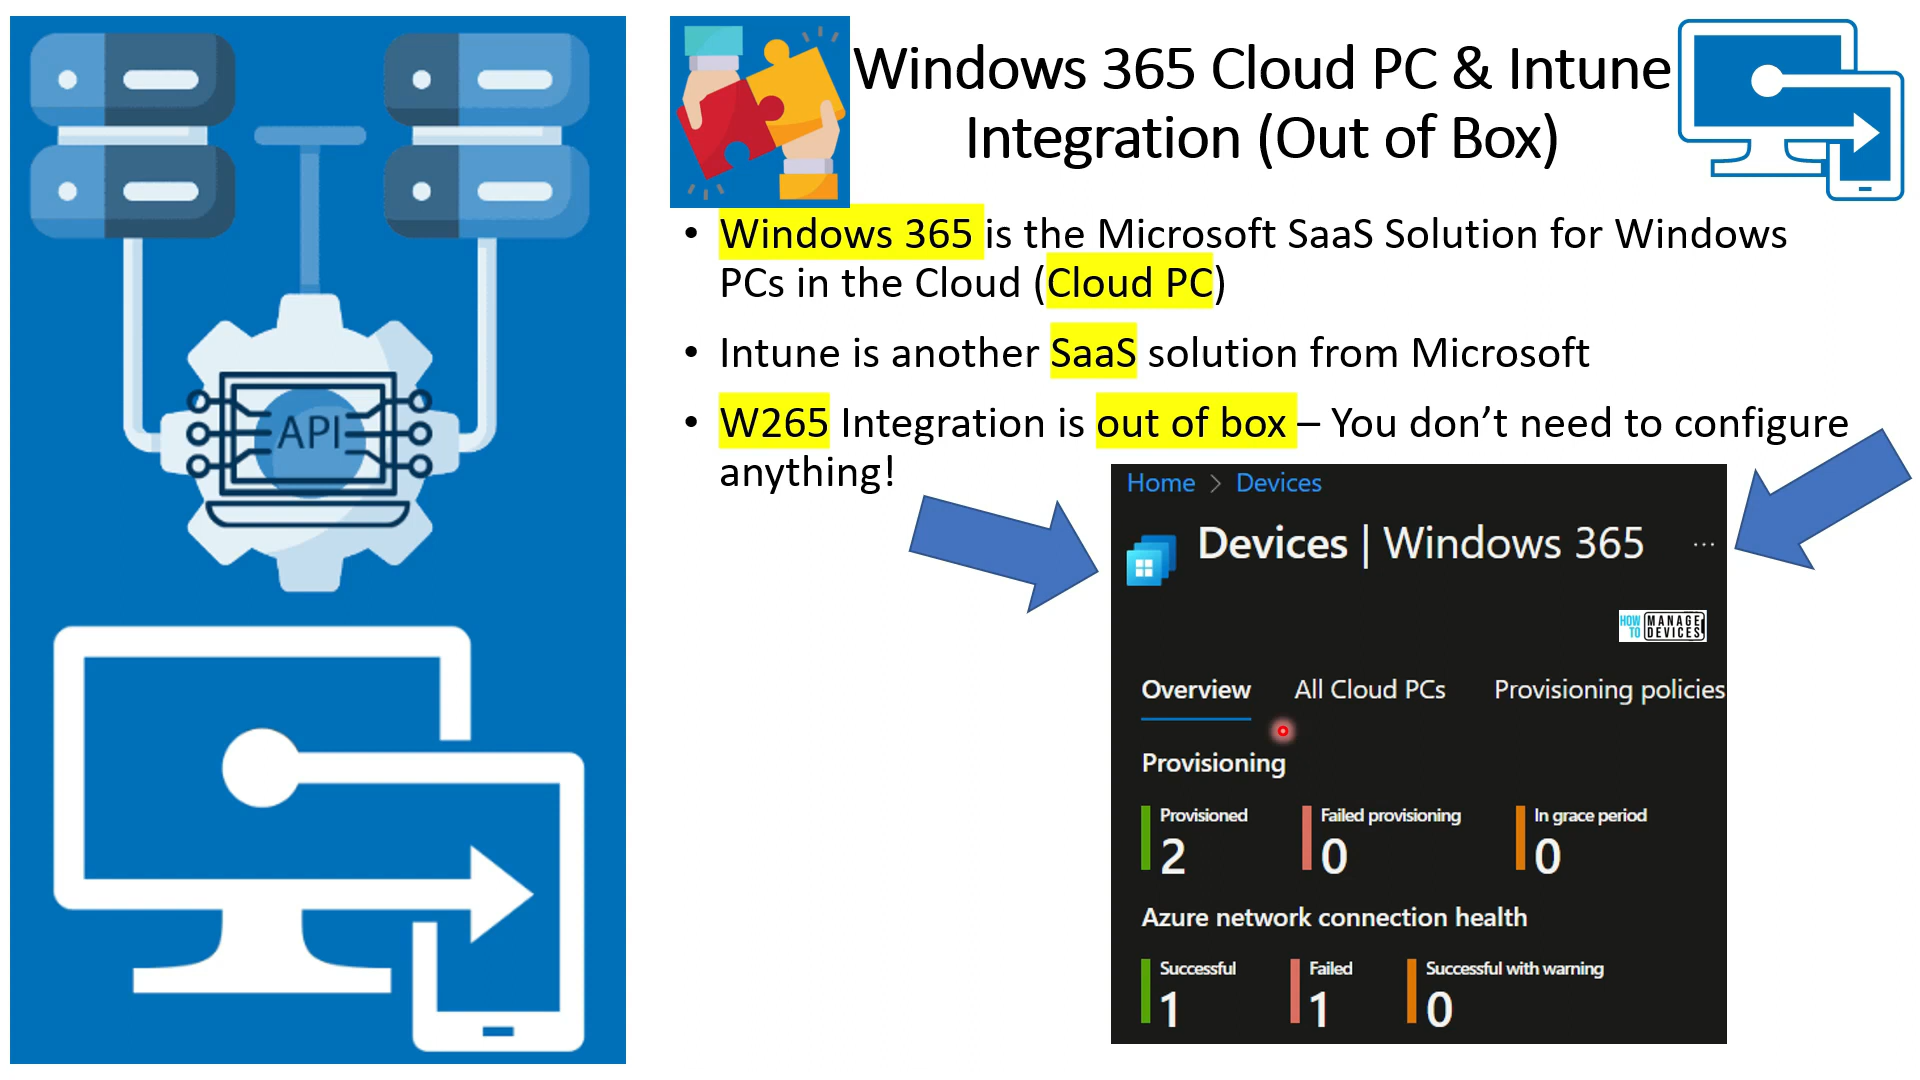 Windows 365 Cloud PC & Intune
Integration (Out of Box)
• Windows 365 is the Microsoft SaaS Solution for Windows
PCs in the Cloud (Cloud PC)
• Intune is another SaaS solution from Microsoft
• W265 Integration is out of box – You don’t need to configure
anything!
API
Home > Devices
Devices | Windows 365 ...
HOW TO MANAGE DEVICES
Overview All Cloud PCs Provisioning policies
Provisioning
Provisioned Failed provisioning In grace period
2 0 0
Azure network connection health
Successful Failed Successful with warning
1 1 0